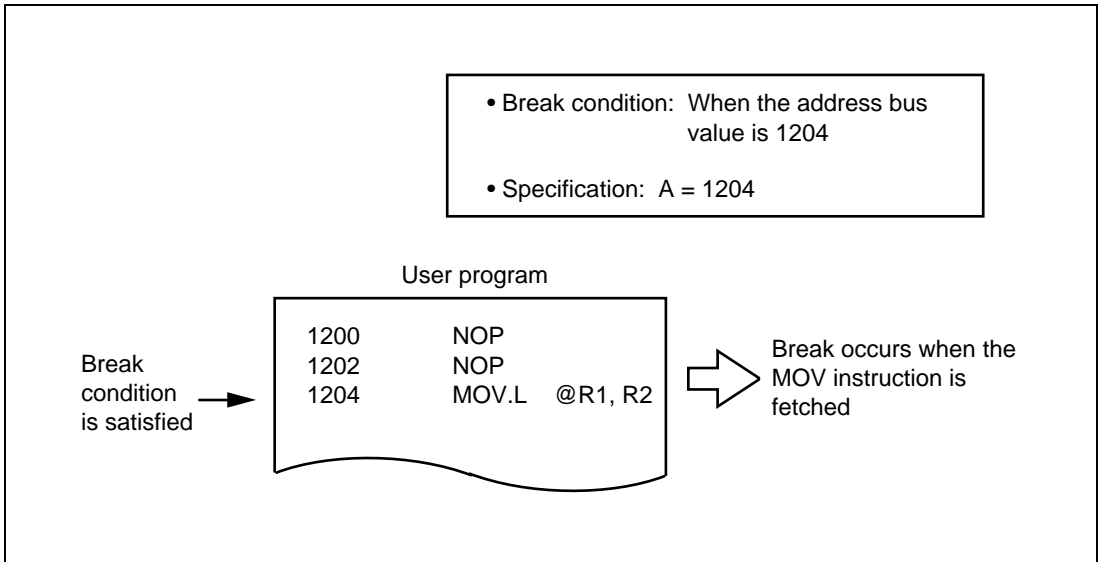 • Break condition: When the address bus
value is 1204
• Specification: A = 1204
User program
1200 NOP
1202 NOP
1204 MOV.L @R1, R2
Break
condition
is satisfied
Break occurs when the
MOV instruction is
fetched